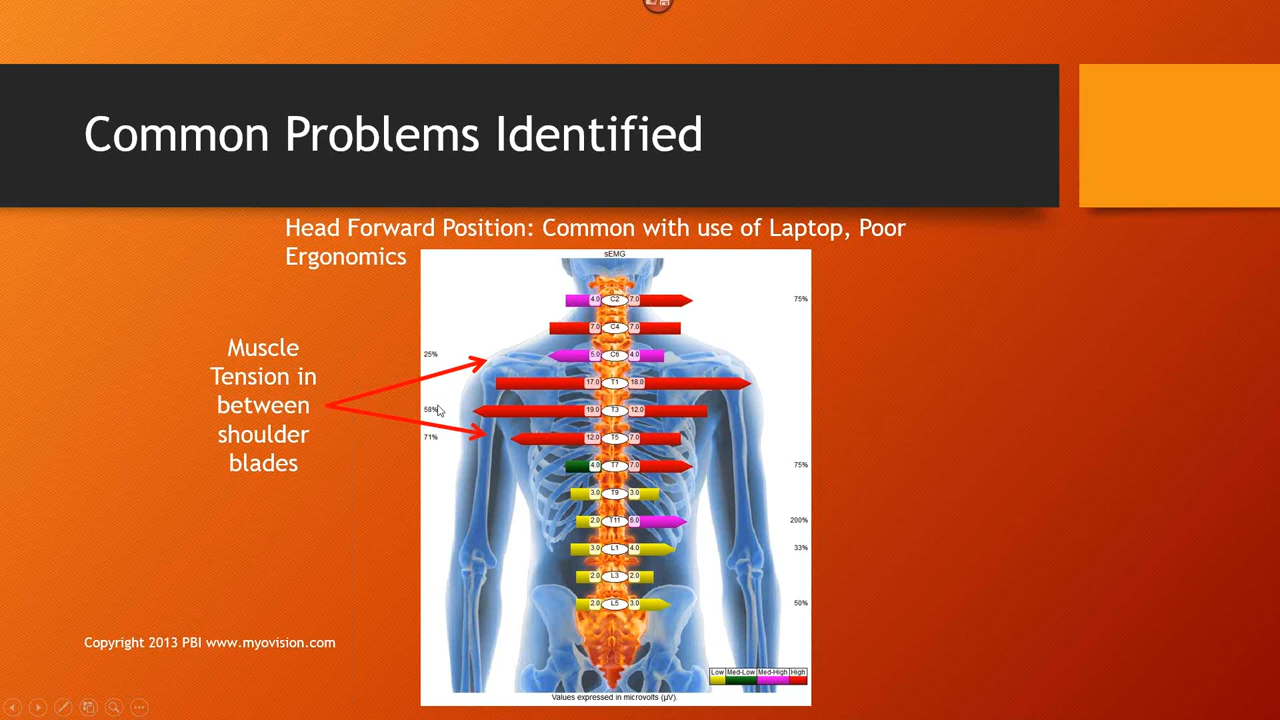 Common Problems Identified
Head Forward Position: Common with use of Laptop, Poor
Ergonomics
sEMG
4.0 C2 7.0 75%
7.0 C4 7.0
25% 5.0 C6 4.0
17.0 T1 18.0
58% 19.0 T3 12.0
71% 12.0 T5 7.0
4.0 T7 7.0 75%
3.0 T9 3.0
2.0 T11 6.0 200%
3.0 L1 4.0 33%
2.0 L3 2.0
2.0 L5 3.0 50%
Muscle
Tension in
between
shoulder
blades
Low Med-Low Med-High High
Values expressed in microvolts (μV).
Copyright 2013 PBI www.myovision.com